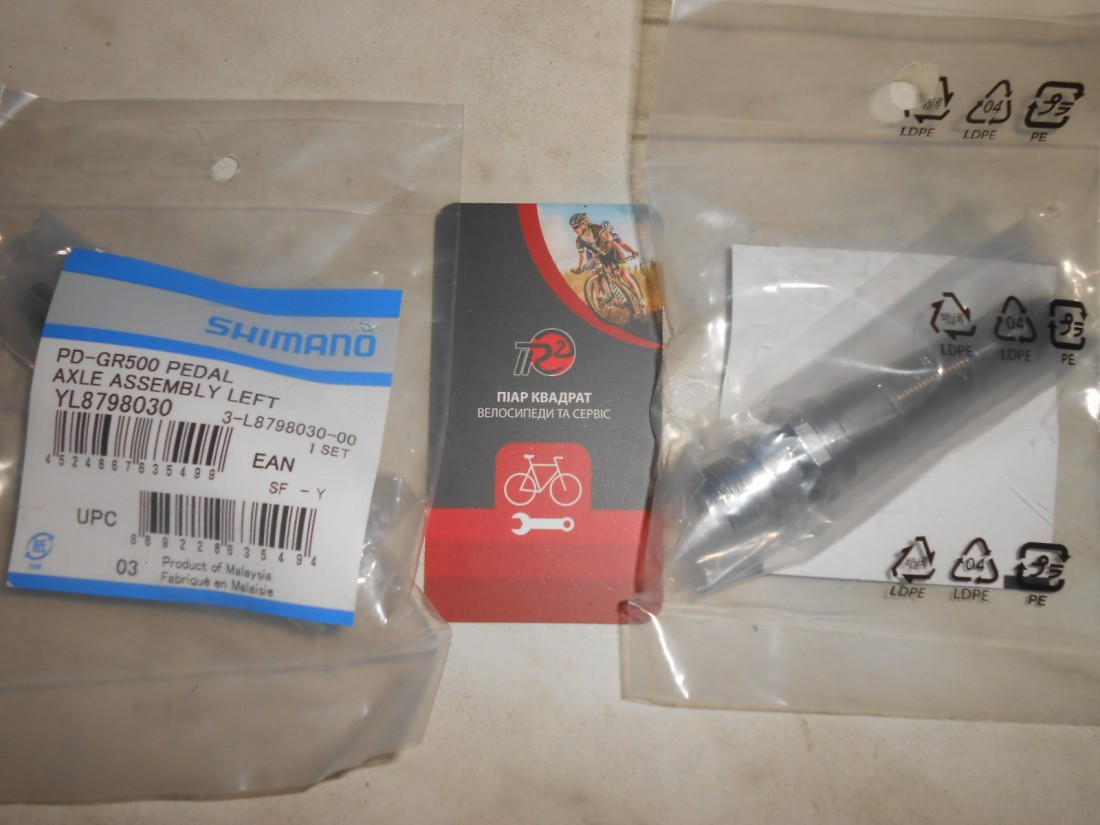 SHIMANO
PD-GR500 PEDAL
AXLE ASSEMBLY LEFT
YL8798030
3-L8798030-00
1 SET
4524667635499
EAN
SF - Y
UPC
889228635494
03
Product of Malaysia
Fabriqué en Malaisie
R2
ПІАР КВАДРАТ
ВЕЛОСИПЕДИ ТА СЕРВІС
04
LDPE LDPE PE
04
LDPE LDPE PE
04
LDPE LDPE PE